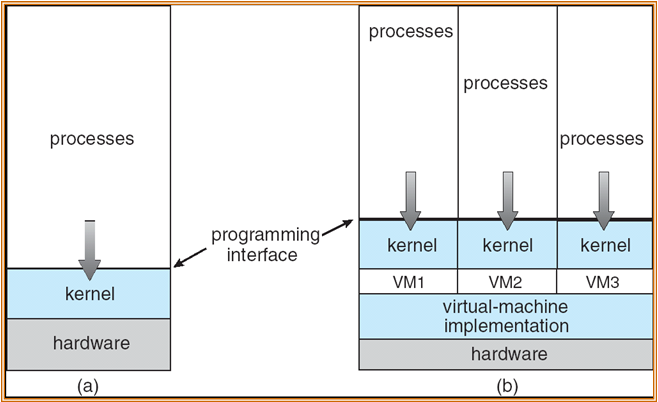 processes
kernel
hardware
(a)
programming
interface
processes
processes
processes
kernel
kernel
kernel
VM1
VM2
VM3
virtual-machine
implementation
hardware
(b)